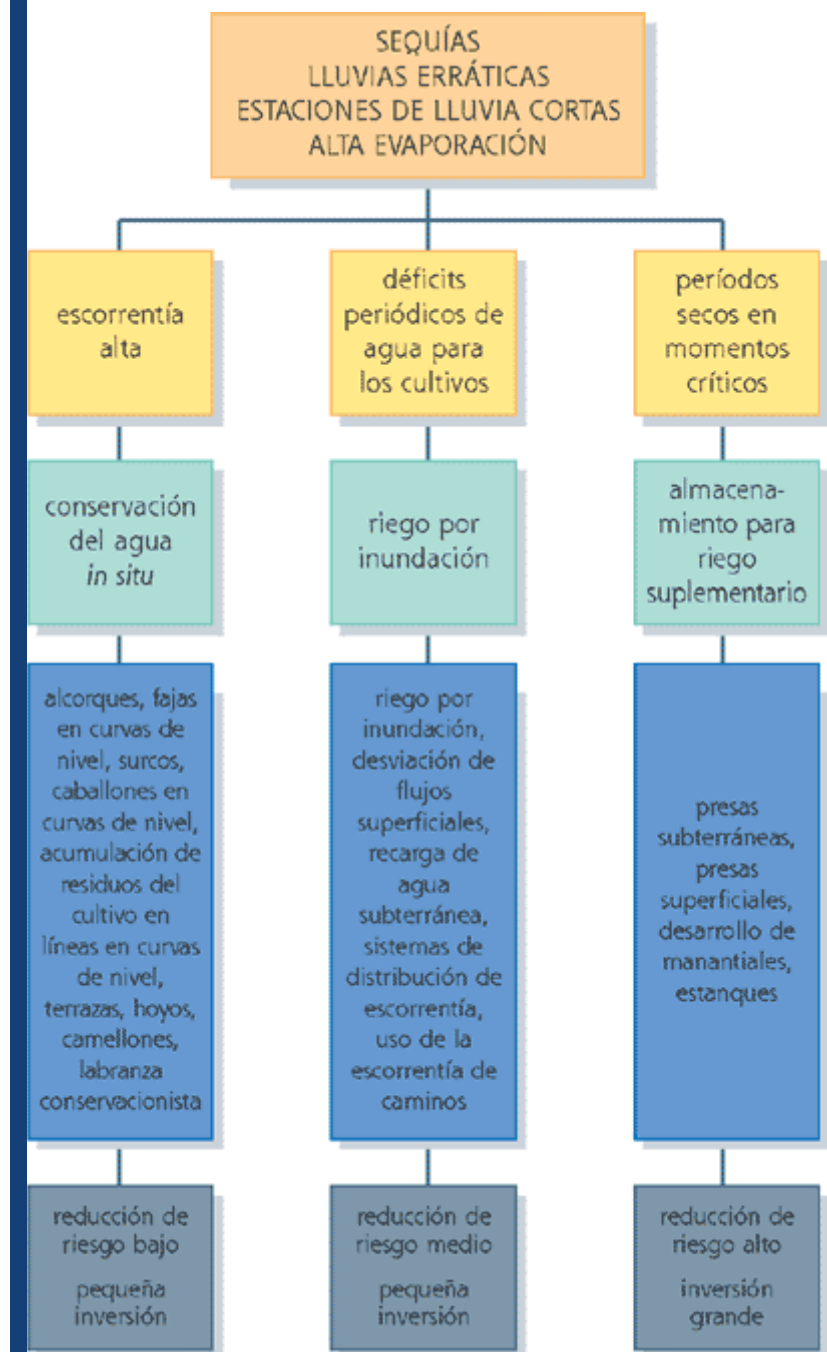 SEQUÍAS
LLUVIAS ERRÁTICAS
ESTACIONES DE LLUVIA CORTAS
ALTA EVAPORACIÓN
escorrentía
alta
déficits
periódicos de
agua para
los cultivos
períodos
secos en
momentos
críticos
conservación
del agua
in situ
riego por
inundación
almacena-
miento para
riego
suplementario
alcorques, fajas
en curvas de
nivel, surcos,
caballones en
curvas de nivel,
acumulación de
residuos del
cultivo en
líneas en curvas
de nivel,
terrazas, hoyos,
camellones,
labranza
conservacionista
riego por
inundación,
desviación de
flujos
superficiales,
recarga de
agua
subterránea,
sistemas de
distribución de
escorrentía,
uso de la
escorrentía de
caminos
presas
subterráneas,
presas
superficiales,
desarrollo de
manantiales,
estanques
reducción de
riesgo bajo
pequeña
inversión
reducción de
riesgo medio
pequeña
inversión
reducción de
riesgo alto
inversión
grande